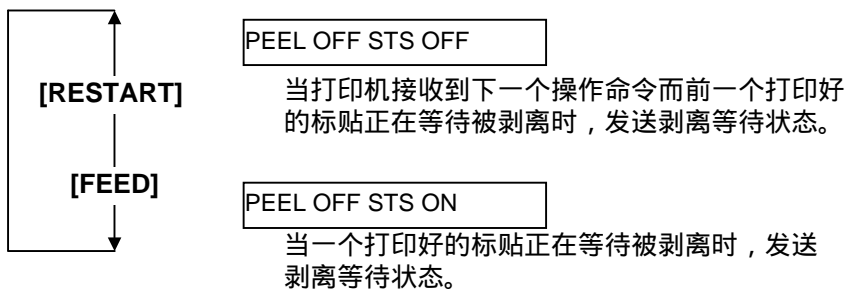 PEEL OFF STS OFF
[RESTART]
当打印机接收到下一个操作命令而前一个打印好
的标贴正在等待被剥离时，发送剥离等待状态。
[FEED]
PEEL OFF STS ON
当一个打印好的标贴正在等待被剥离时，发送
剥离等待状态。